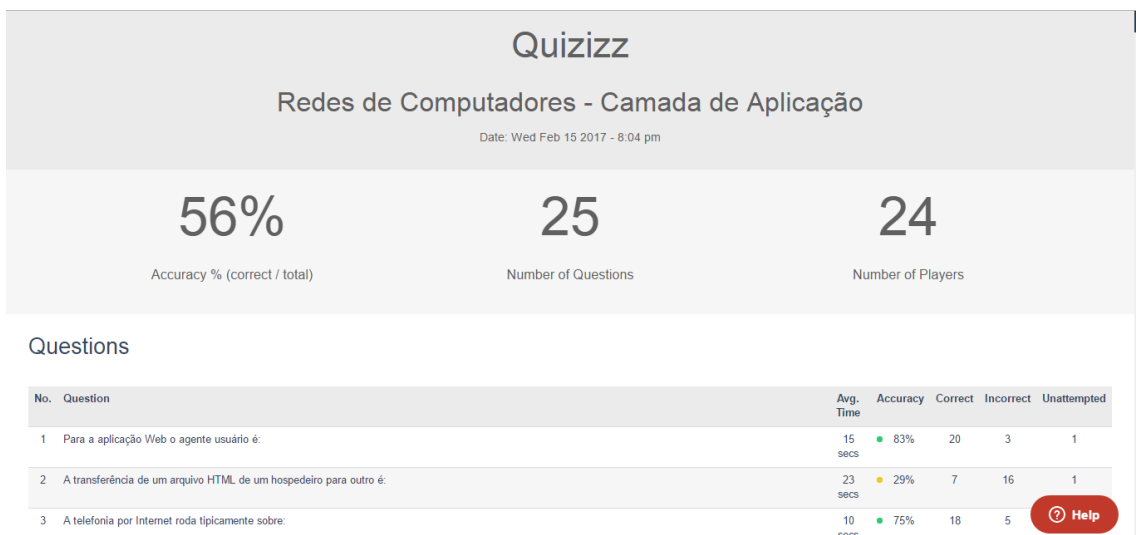 Quizizz
Redes de Computadores - Camada de Aplicação
Date: Wed Feb 15 2017 - 8:04 pm
56% 25 24
Accuracy % (correct / total) Number of Questions Number of Players
Questions
No. Question Avg. Time Accuracy Correct Incorrect Unattempted
1 Para a aplicação Web o agente usuário é: 15 secs 83% 20 3 1
2 A transferência de um arquivo HTML de um hospedeiro para outro é: 23 secs 29% 7 16 1
3 A telefonia por Internet roda tipicamente sobre: 10 secs 75% 18 5
Help